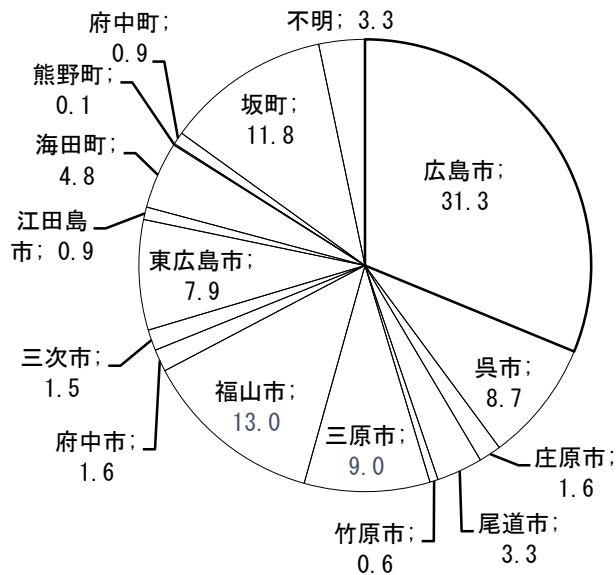 不明; 3.3
広島市;
31.3
呉市;
8.7
庄原市;
1.6
尾道市;
3.3
竹原市;
0.6
三原市;
9.0
福山市;
13.0
府中市;
1.6
三次市;
1.5
東広島市;
7.9
江田島
市; 0.9
海田町;
4.8
熊野町;
0.1
府中町;
0.9
坂町;
11.8